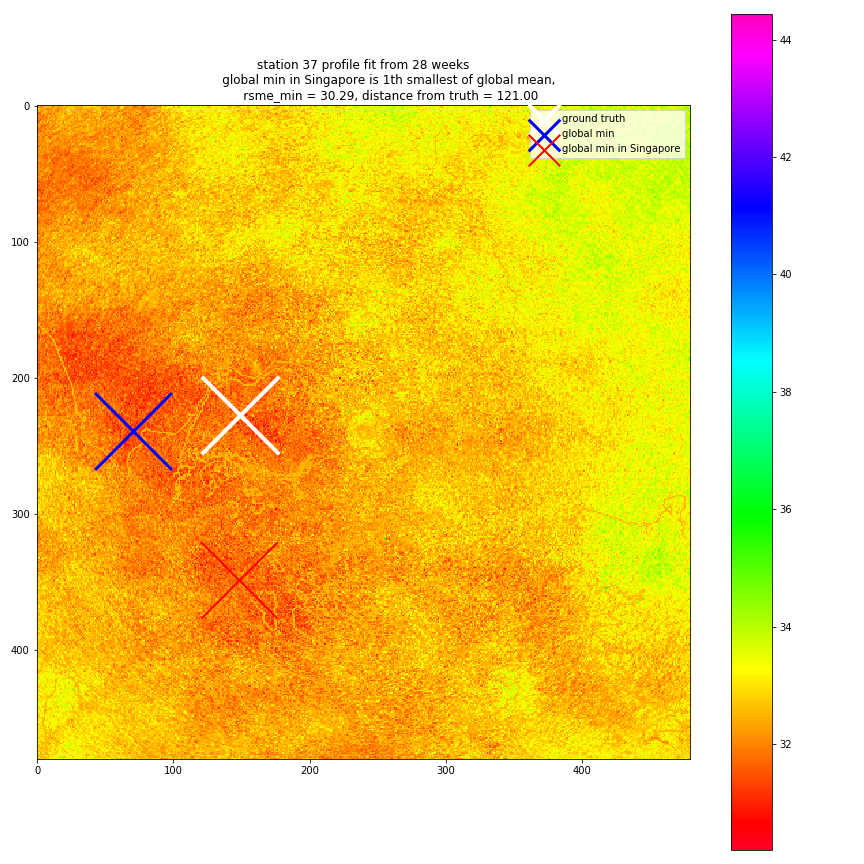 station 37 profile fit from 28 weeks
global min in Singapore is 1th smallest of global mean,
rsme_min = 30.29, distance from truth = 121.00
ground truth
global min
global min in Singapore
0
100
200
300
400
0
100
200
300
400
44
42
40
38
36
34
32